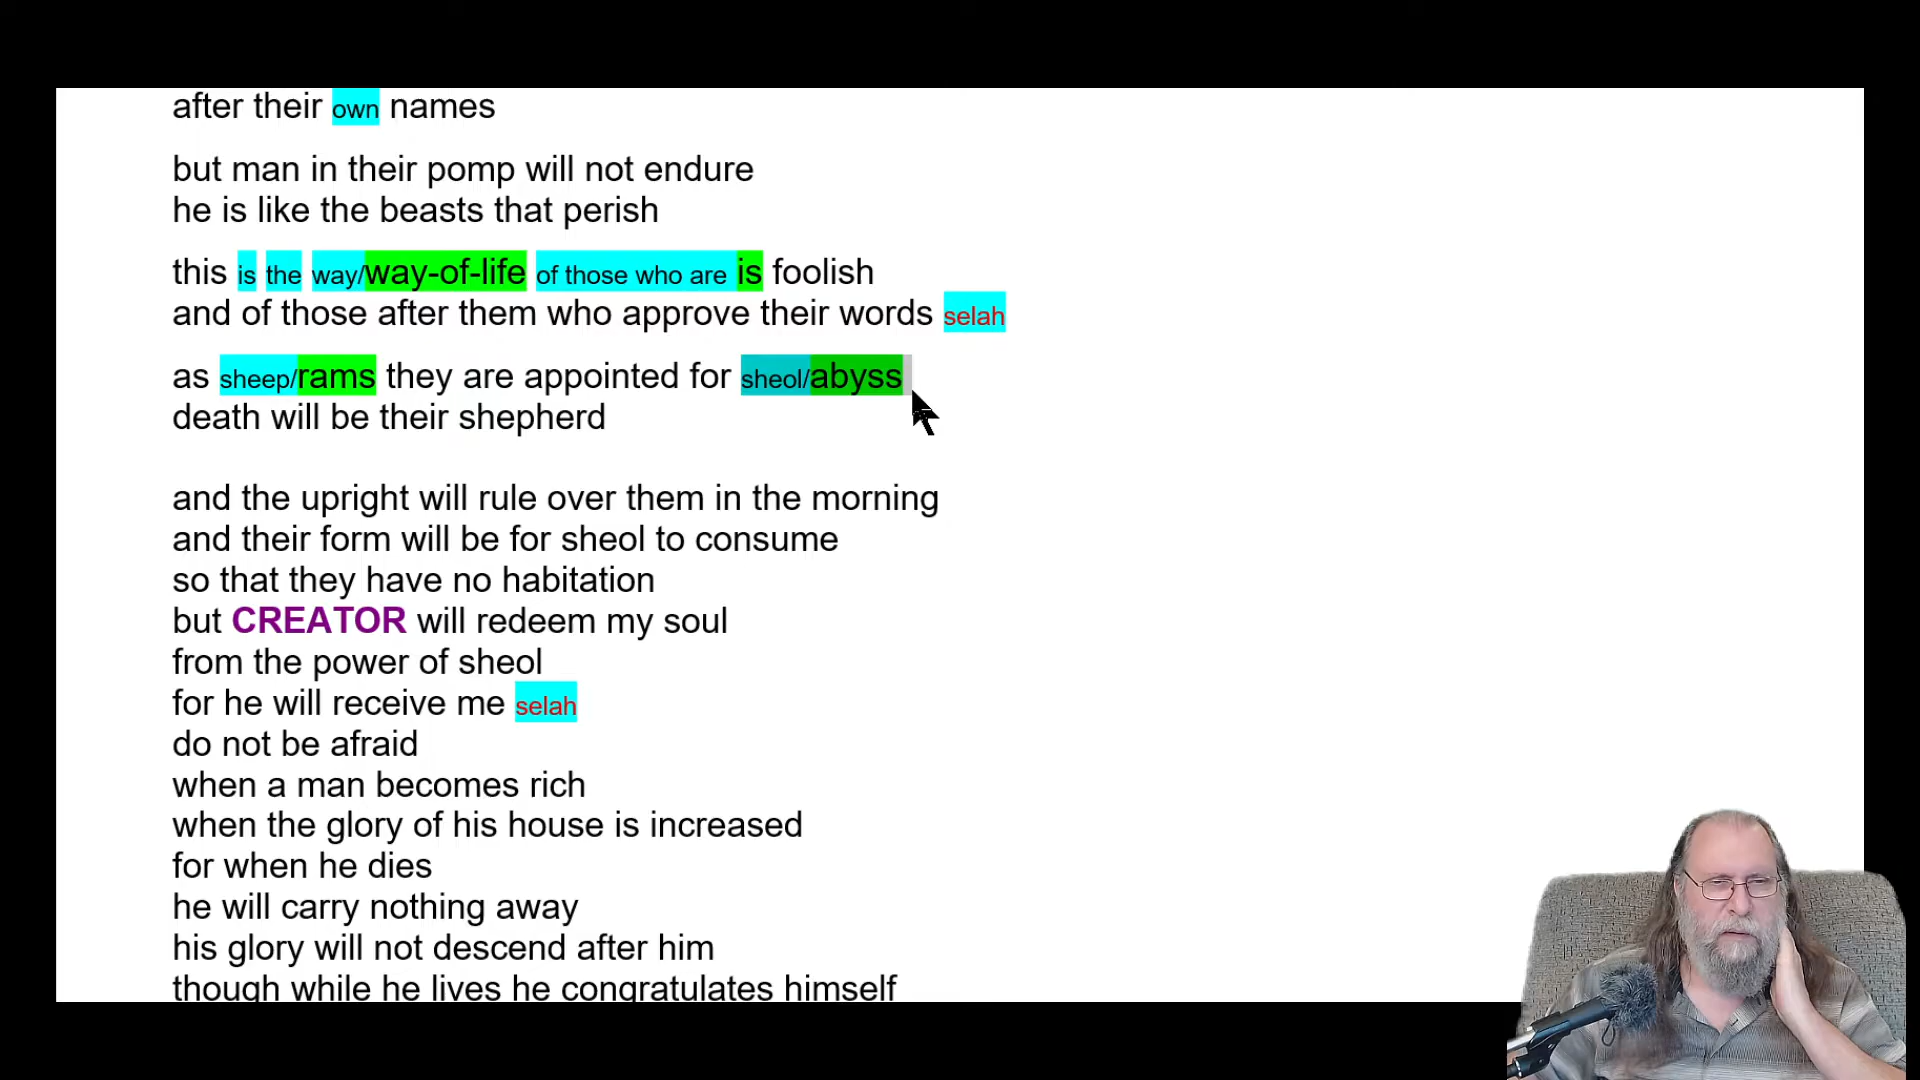 after their own names
but man in their pomp will not endure
he is like the beasts that perish
this is the way/way-of-life of those who are is foolish
and of those after them who approve their words selah
as sheep/rams they are appointed for sheol/abyss
death will be their shepherd
and the upright will rule over them in the morning
and their form will be for sheol to consume
so that they have no habitation
but CREATOR will redeem my soul
from the power of sheol
for he will receive me selah
do not be afraid
when a man becomes rich
when the glory of his house is increased
for when he dies
he will carry nothing away
his glory will not descend after him
though while he lives he congratulates himself